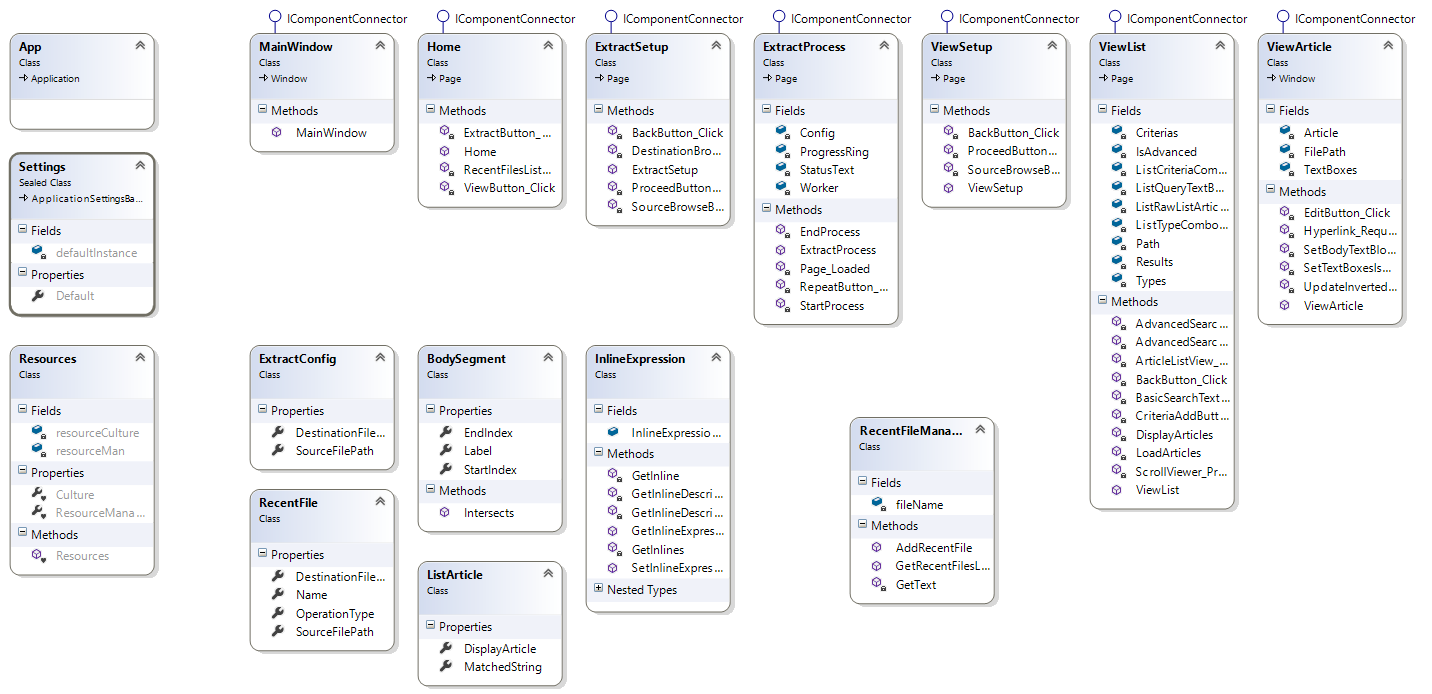 IComponentConnector
IComponentConnector
IComponentConnector
IComponentConnector
IComponentConnector
IComponentConnector
IComponentConnector
App
Class
Application
MainWindow
Class
Window
Methods
MainWindow
Home
Class
Page
Methods
ExtractButton_...
Home
RecentFilesList...
ViewButton_Click
ExtractSetup
Class
Page
Methods
BackButton_Click
DestinationBro...
ExtractSetup
ProceedButton...
SourceBrowseB...
ExtractProcess
Class
Page
Fields
Config
ProgressRing
StatusText
Worker
Methods
EndProcess
ExtractProcess
Page_Loaded
RepeatButton_...
StartProcess
ViewSetup
Class
Page
Methods
BackButton_Click
ProceedButton...
SourceBrowseB...
ViewSetup
ViewList
Class
Page
Fields
Criterias
IsAdvanced
ListCriteriaCom...
ListQueryTextB...
ListRawListArtic...
ListTypeCombo...
Path
Results
Types
Methods
AdvancedSearc...
AdvancedSearc...
ArticleListView_...
BackButton_Click
BasicSearchText...
CriteriaAddButt...
DisplayArticles
LoadArticles
ScrollViewer_Pr...
ViewList
ViewArticle
Class
Window
Fields
Article
FilePath
TextBoxes
Methods
EditButton_Click
Hyperlink_Requ...
SetBodyTextBlo...
SetTextBoxesIs...
UpdateInverted...
ViewArticle
Settings
Sealed Class
ApplicationSettingsBa...
Fields
defaultInstance
Properties
Default
Resources
Class
Fields
resourceCulture
resourceMan
Properties
Culture
ResourceMana...
Methods
Resources
ExtractConfig
Class
Properties
DestinationFile...
SourceFilePath
RecentFile
Class
Properties
DestinationFile...
Name
OperationType
SourceFilePath
BodySegment
Class
Properties
EndIndex
Label
StartIndex
Methods
Intersects
ListArticle
Class
Properties
DisplayArticle
MatchedString
InlineExpression
Class
Fields
InlineExpressio...
Methods
GetInline
GetInlineDescri...
GetInlineDescri...
GetInlineExpres...
GetInlines
SetInlineExpres...
Nested Types
RecentFileMana...
Class
Fields
fileName
Methods
AddRecentFile
GetRecentFilesL...
GetText